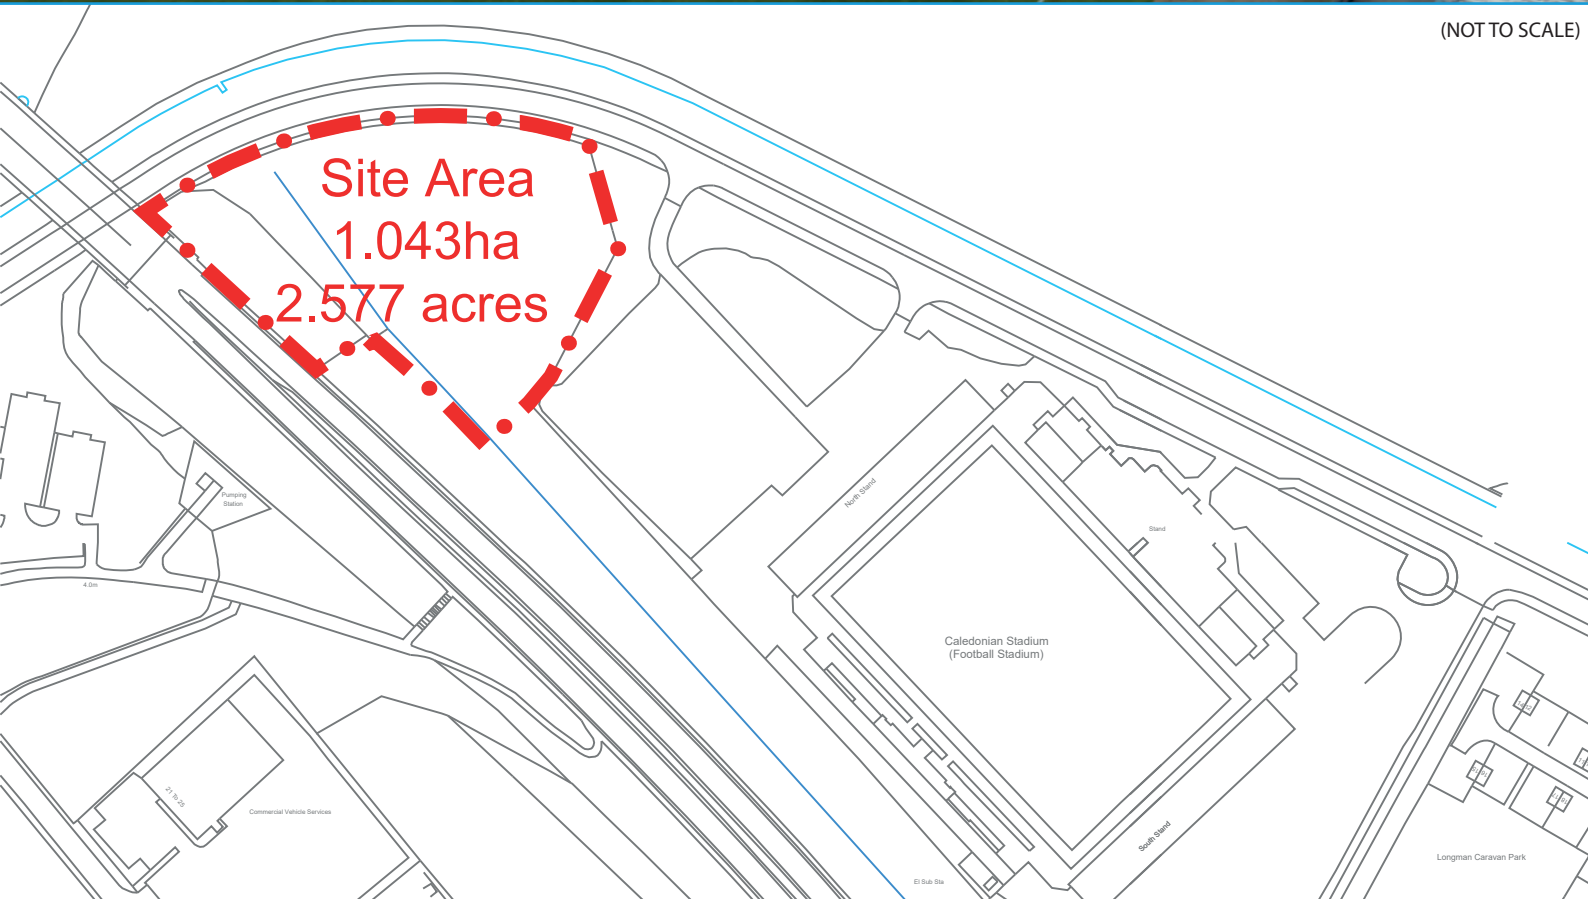 (NOT TO SCALE)
Site Area
1.043ha
2.577 acres
North Stand
Pumping
Station
Stand
4.0m
Caledonian Stadium
(Football Stadium)
21 To 25
Commercial Vehicle Services
South Stand
Longman Caravan Park
El Sub Sta